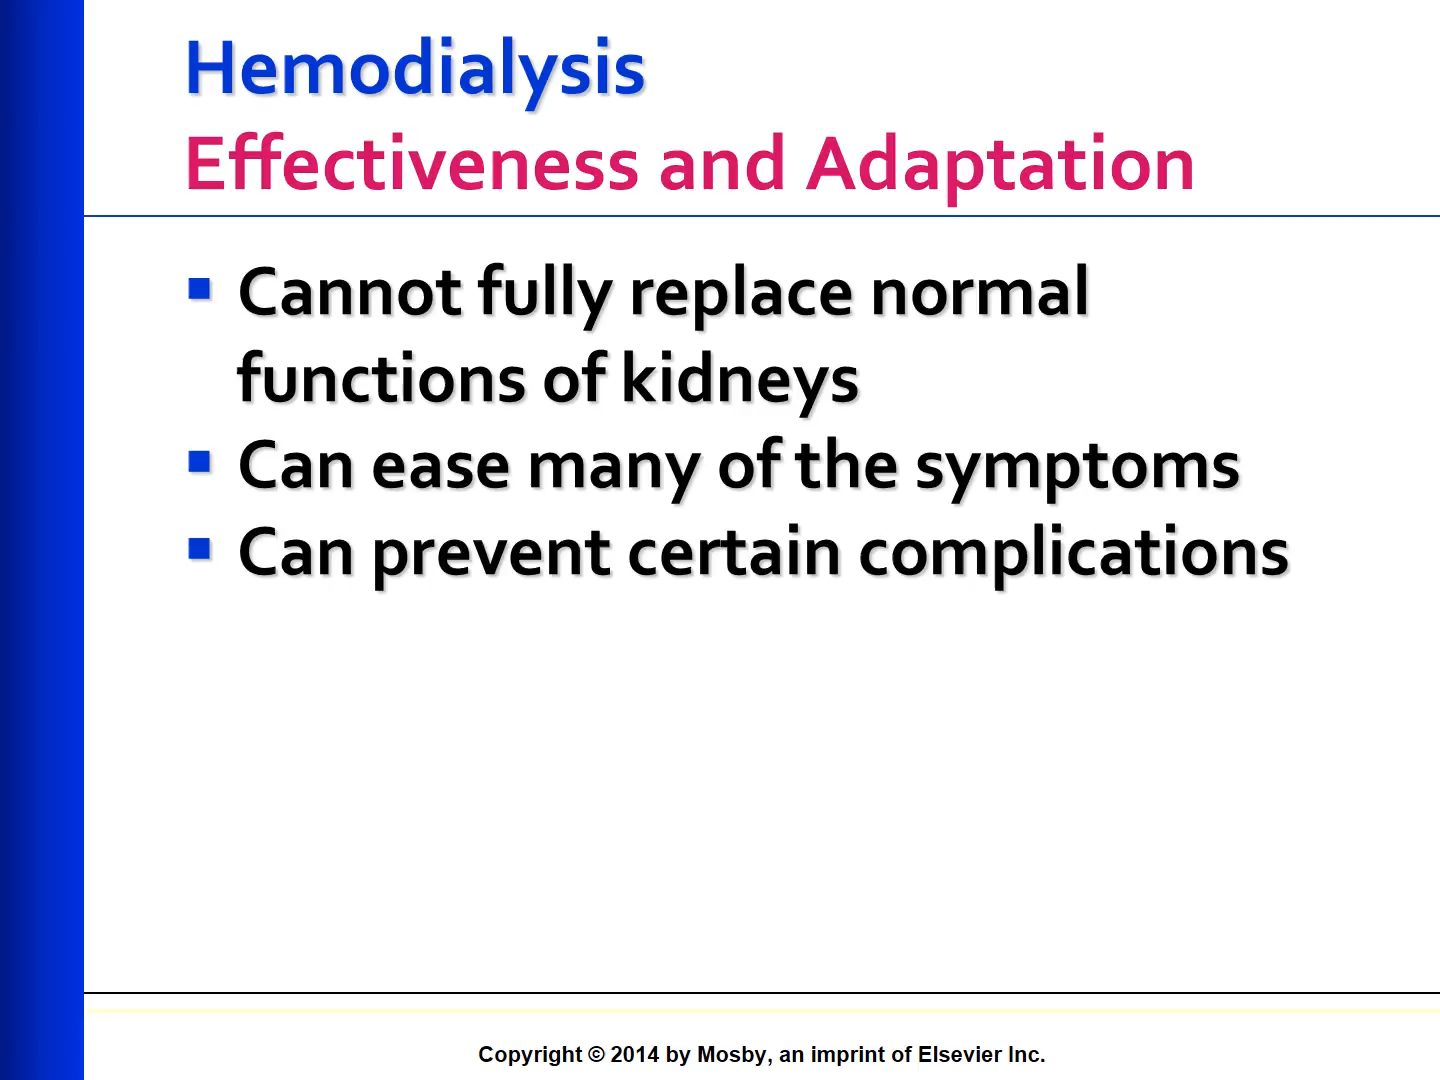 Hemodialysis
Effectiveness and Adaptation
Cannot fully replace normal
functions of kidneys
Can ease many of the symptoms
Can prevent certain complications
Copyright © 2014 by Mosby, an imprint of Elsevier Inc.